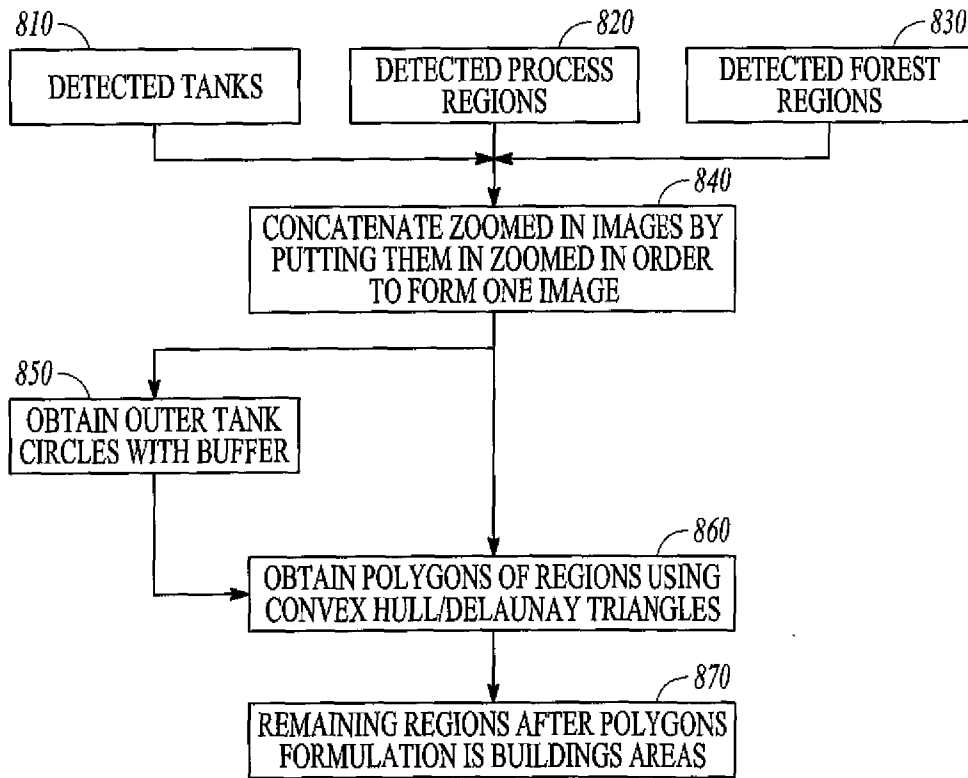 810
DETECTED TANKS
820
DETECTED PROCESS
REGIONS
830
DETECTED FOREST
REGIONS
840
CONCATENATE ZOOMED IN IMAGES BY
PUTTING THEM IN ZOOMED IN ORDER
TO FORM ONE IMAGE
850
OBTAIN OUTER TANK
CIRCLES WITH BUFFER
860
OBTAIN POLYGONS OF REGIONS USING
CONVEX HULL/DELAUNAY TRIANGLES
870
REMAINING REGIONS AFTER POLYGONS
FORMULATION IS BUILDINGS AREAS